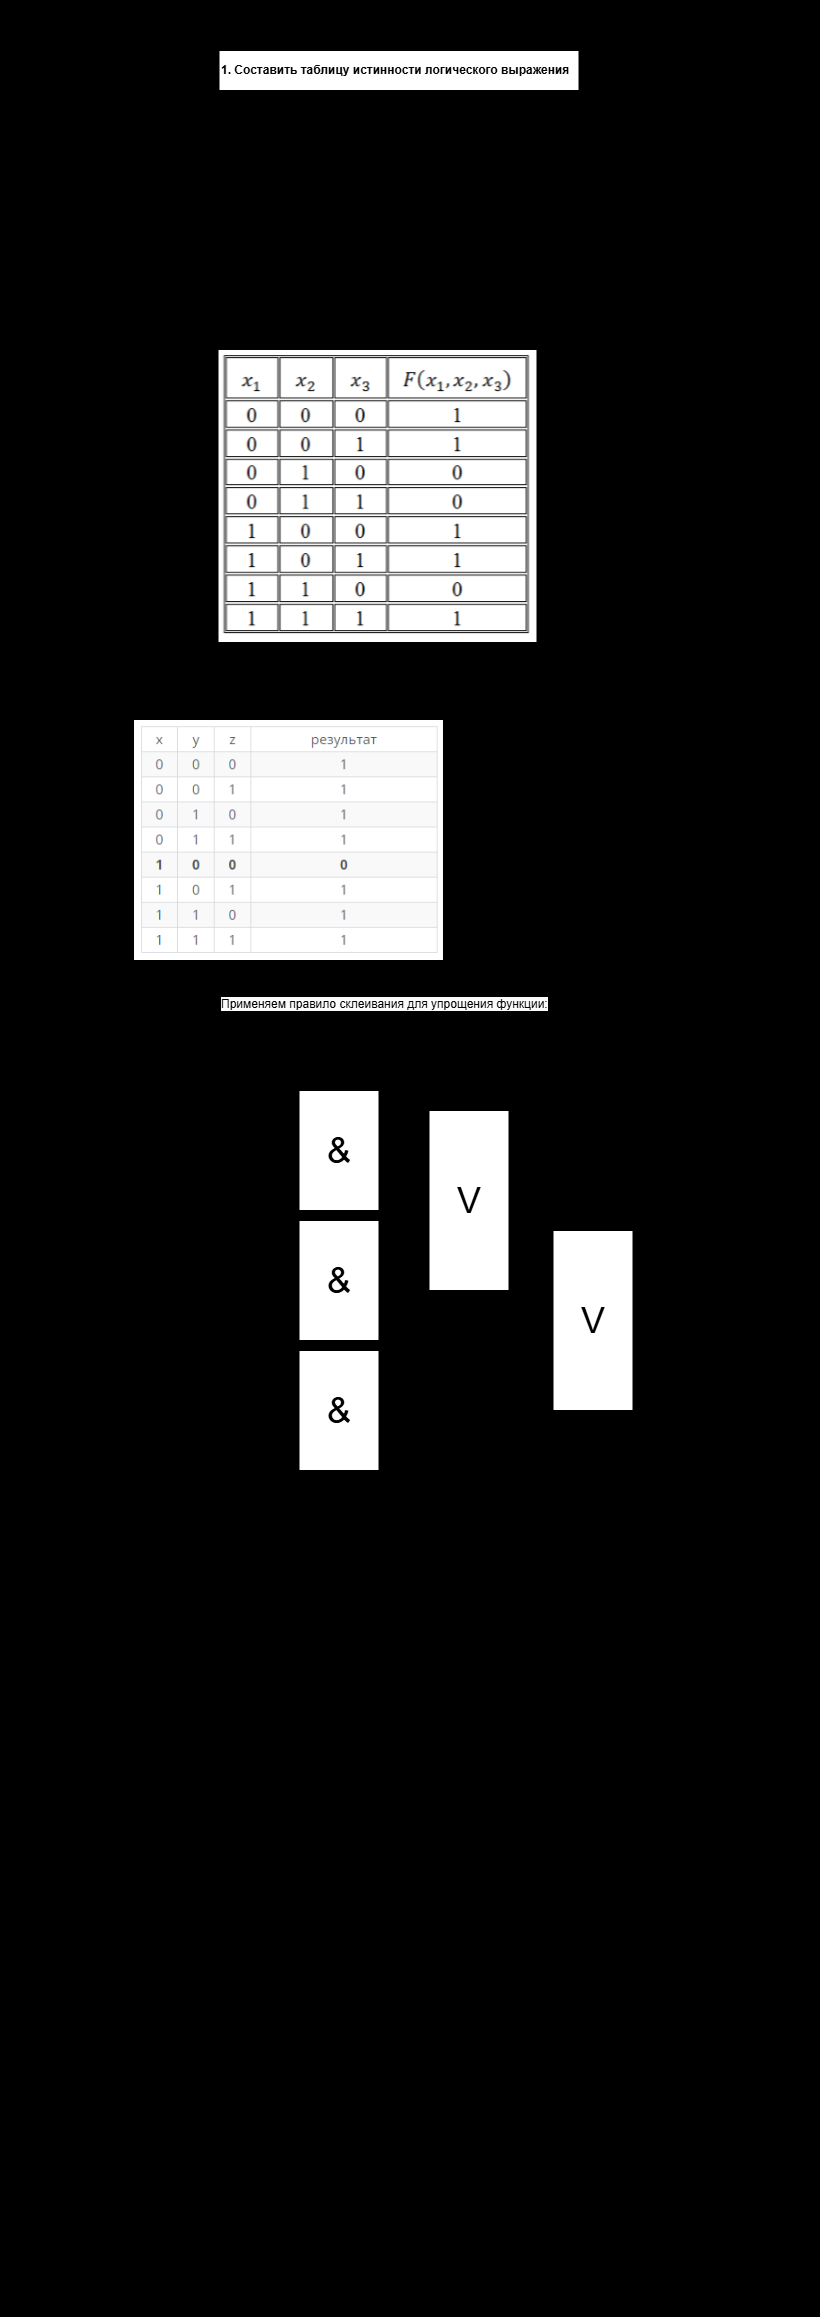 1. Составить таблицу истинности логического выражения
x₁ x₂ x₃ F(x₁, x₂, x₃)
0 0 0 1
0 0 1 1
0 1 0 0
0 1 1 0
1 0 0 1
1 0 1 1
1 1 0 0
1 1 1 1
x y z результат
0 0 0 1
0 0 1 1
0 1 0 1
0 1 1 1
1 0 0 0
1 0 1 1
1 1 0 1
1 1 1 1
Применяем правило склеивания для упрощения функции:
&
V
&
V
&